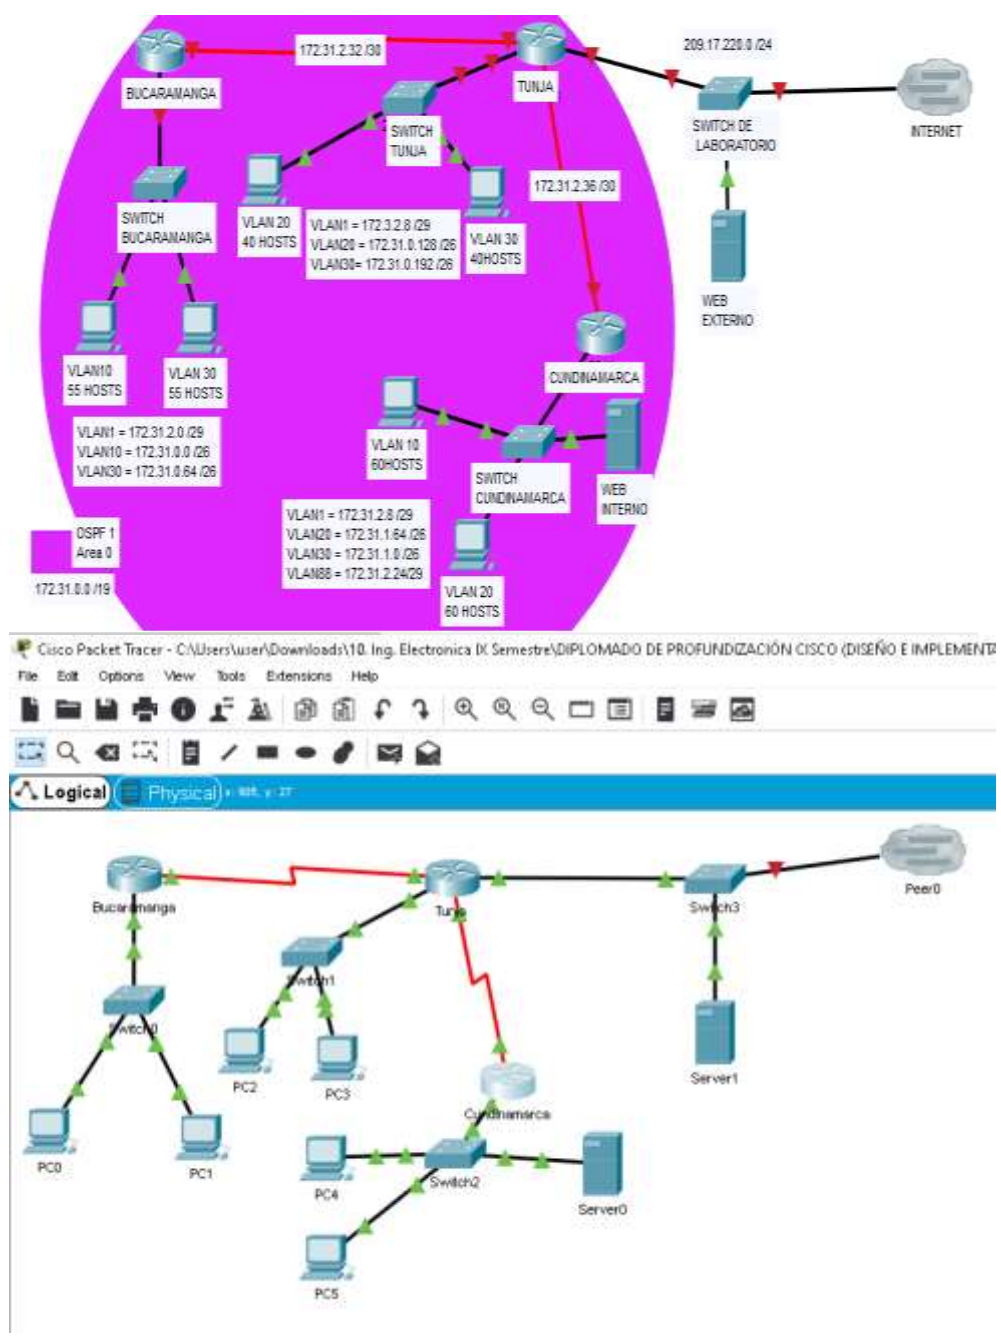 172.31.2.32 /30
209.17.220.0 /24
BUCARAMANGA
TUNJA
INTERNET
SWITCH
TUNJA
SWITCH DE
LABORATORIO
172.31.2.36 /30
SWITCH
BUCARAMANGA
VLAN 20
40 HOSTS
VLAN1 = 172.3.2.8 /29
VLAN20 = 172.31.0.128 /26
VLAN30= 172.31.0.192 /26
VLAN 30
40HOSTS
WEB
EXTERNO
VLAN10
55 HOSTS
VLAN 30
55 HOSTS
CUNDINAMARCA
VLAN1 = 172.31.2.0 /29
VLAN10 = 172.31.0.0 /26
VLAN30 = 172.31.0.64 /26
VLAN 10
60HOSTS
SWITCH
CUNDINAMARCA
WEB
INTERNO
VLAN1 = 172.31.2.8 /29
VLAN20 = 172.31.1.64 /26
VLAN30 = 172.31.1.0 /26
VLAN88 = 172.31.2.24/29
OSPF 1
Area 0
172.31.0.0 /19
VLAN 20
60 HOSTS
Cisco Packet Tracer - C:\Users\user\Downloads\10. Ing. Electronica IX Semestre\DIPLOMADO DE PROFUNDIZACIÓN CISCO (DISEÑO E IMPLEMENTA
File Edit Options View Tools Extensions Help
Logical Physical
Bucaramanga
Tunja
Switch3
Peer0
Switch1
Switch0
PC2
PC3
Server1
Cundinamarca
PC0
PC1
PC4
Switch2
Server0
PC5